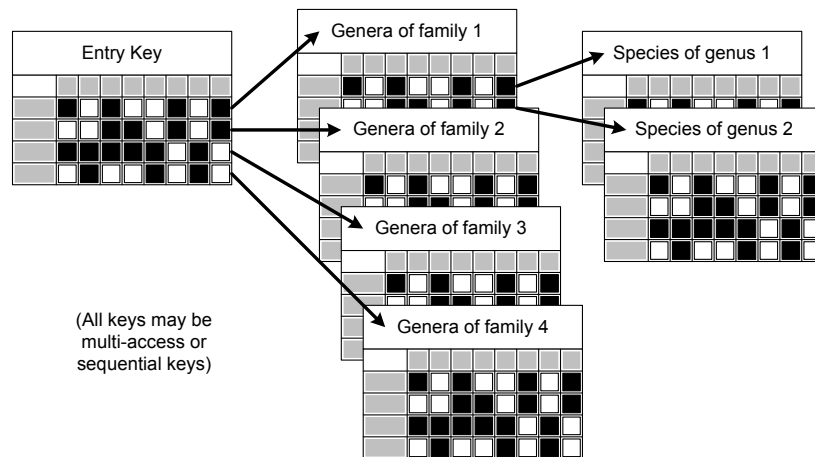 Entry Key
Genera of family 1
Species of genus 1
Genera of family 2
Species of genus 2
Genera of family 3
Genera of family 4
(All keys may be
multi-access or
sequential keys)